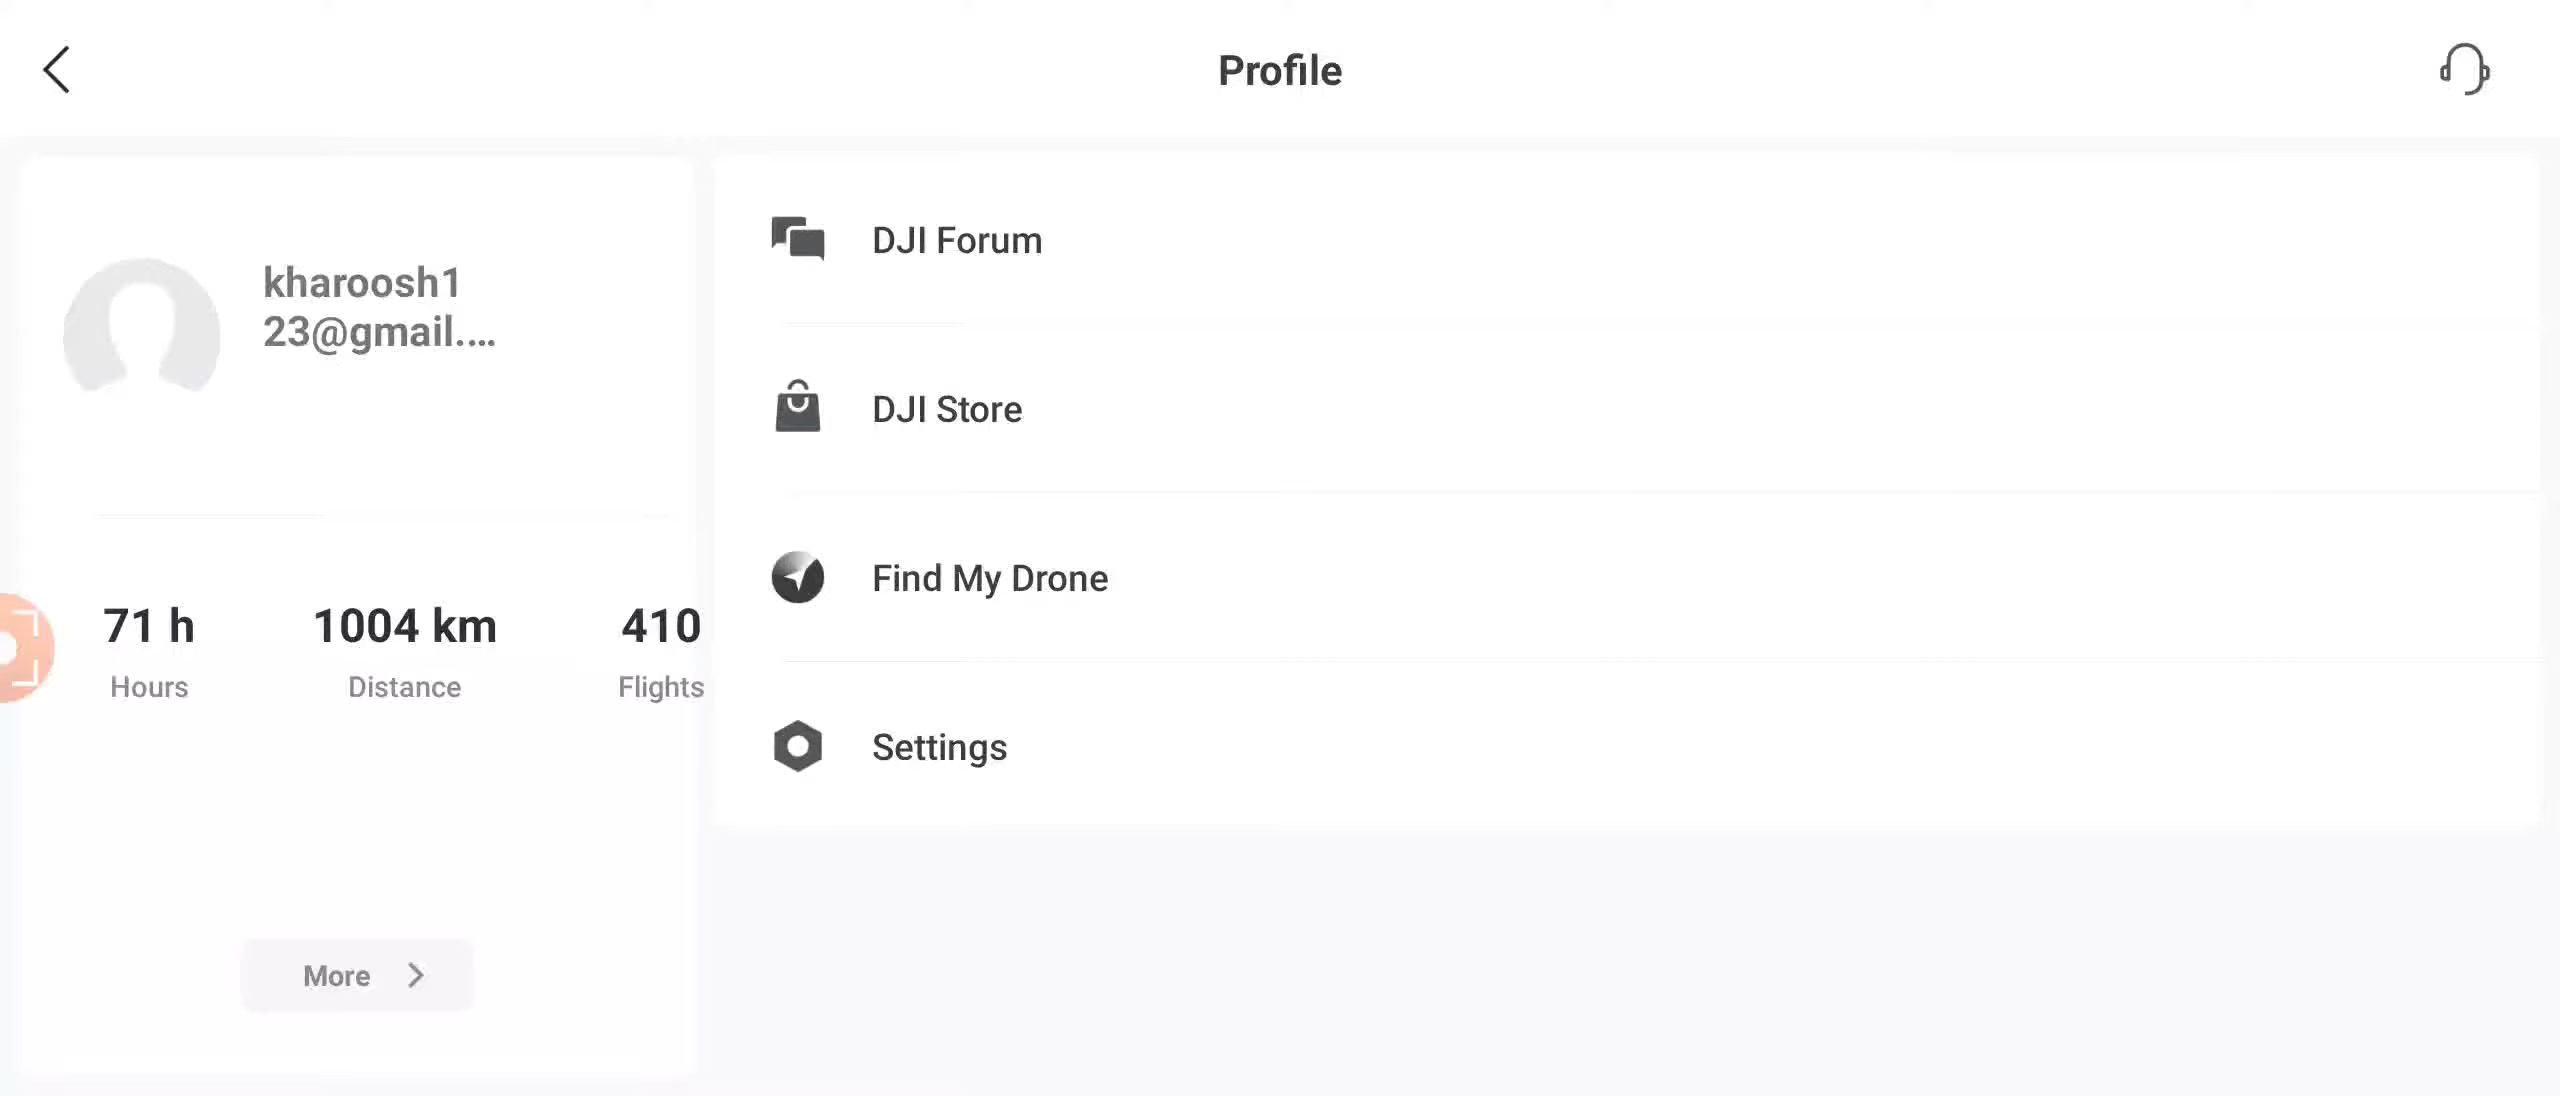 Profile
kharoosh1
23@gmail....
71 h
Hours
1004 km
Distance
410
Flights
More
DJI Forum
DJI Store
Find My Drone
Settings